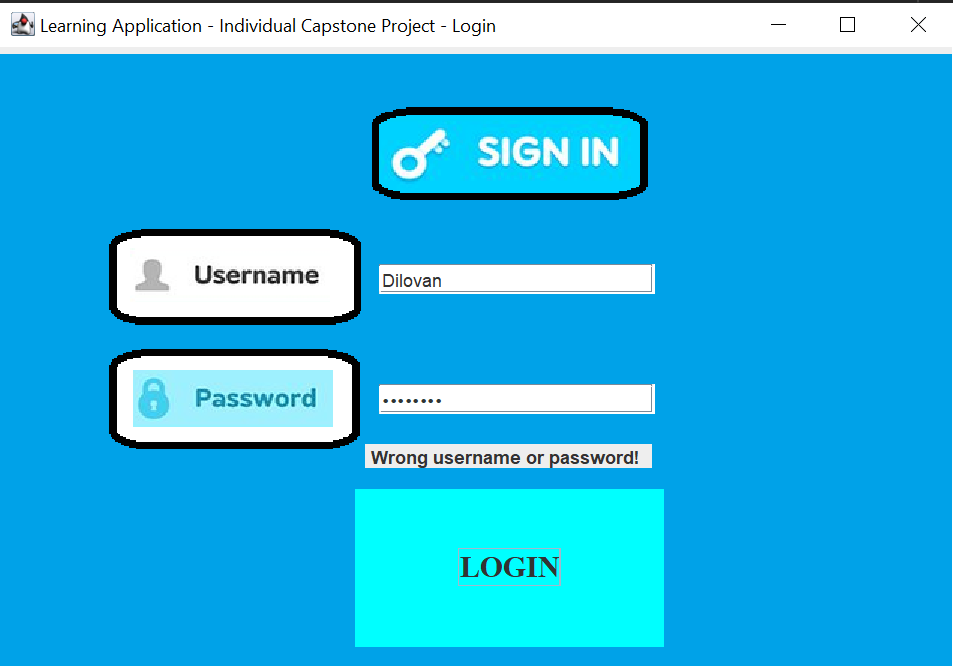 Learning Application - Individual Capstone Project - Login
SIGN IN
Username
Dilovan
Password
••••••••
Wrong username or password!
LOGIN